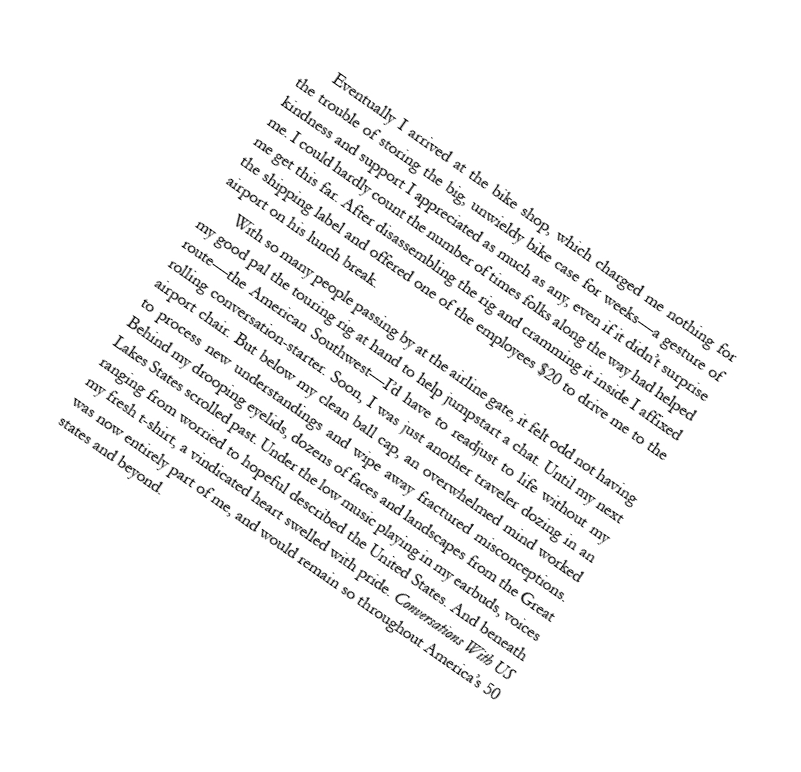 Eventually I arrived at the bike shop, which charged me nothing for
the trouble of storing the big, unwieldy bike case for weeks—a gesture of
kindness and support I appreciated as much as any, even if it didn't surprise
me. I could hardly count the number of times folks along the way had helped
me get this far. After disassembling the rig and cramming it inside I affixed
the shipping label and offered one of the employees $20 to drive me to the
airport on his lunch break.
With so many people passing by at the airline gate, it felt odd not having
my good pal the touring rig at hand to help jumpstart a chat. Until my next
route—the American Southwest—I'd have to readjust to life without my
rolling conversation-starter. Soon, I was just another traveler dozing in an
airport chair. But below my clean ball cap, an overwhelmed mind worked
to process new understandings and wipe away fractured misconceptions.
Behind my drooping eyelids, dozens of faces and landscapes from the Great
Lakes States scrolled past. Under the low music playing in my earbuds, voices
ranging from worried to hopeful described the United States. And beneath
my fresh t-shirt, a vindicated heart swelled with pride. Conversations With US
was now entirely part of me, and would remain so throughout America's 50
states and beyond.